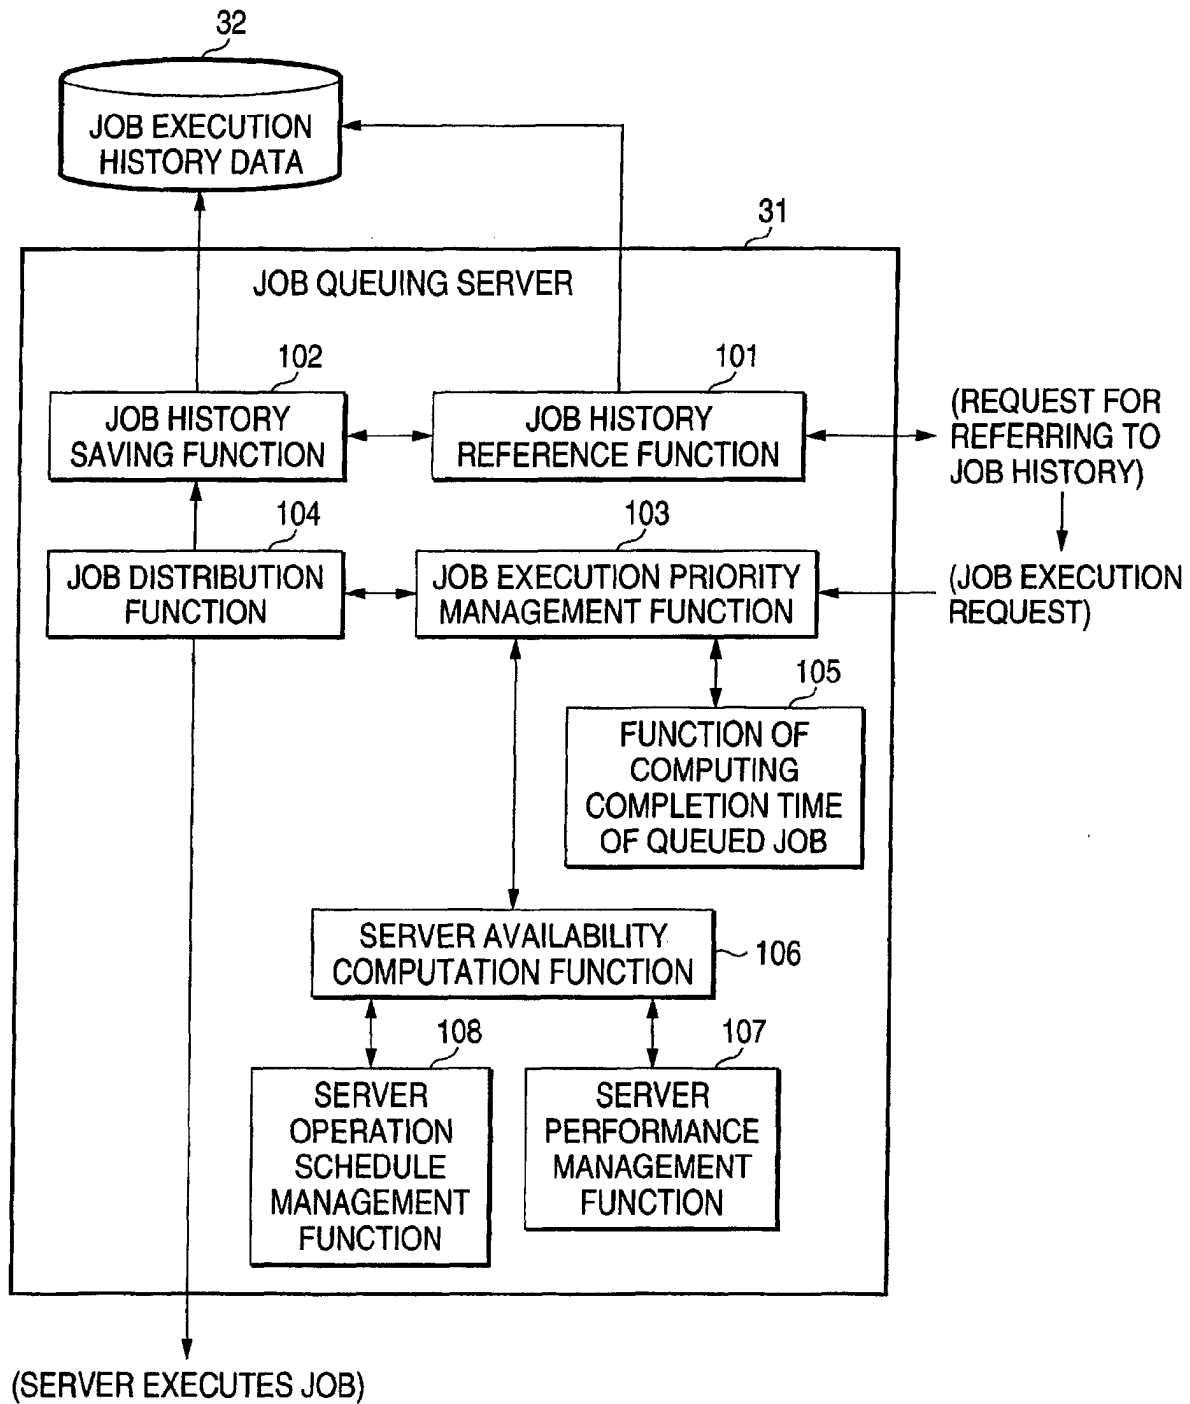 32
JOB EXECUTION
HISTORY DATA
31
JOB QUEUING SERVER
102
JOB HISTORY
SAVING FUNCTION
101
JOB HISTORY
REFERENCE FUNCTION
(REQUEST FOR
REFERRING TO
JOB HISTORY)
104
JOB DISTRIBUTION
FUNCTION
103
JOB EXECUTION PRIORITY
MANAGEMENT FUNCTION
(JOB EXECUTION
REQUEST)
105
FUNCTION OF
COMPUTING
COMPLETION TIME
OF QUEUED JOB
SERVER AVAILABILITY
COMPUTATION FUNCTION
106
108
SERVER
OPERATION
SCHEDULE
MANAGEMENT
FUNCTION
107
SERVER
PERFORMANCE
MANAGEMENT
FUNCTION
(SERVER EXECUTES JOB)